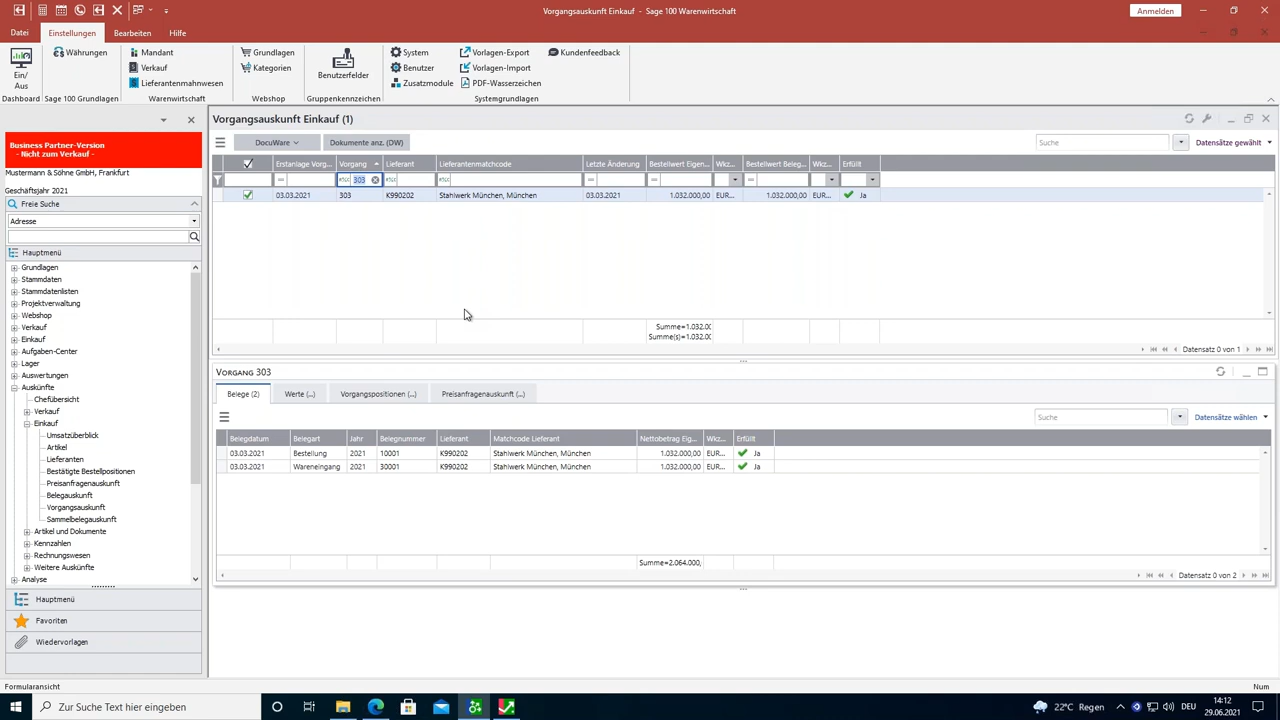 Vorgangsauskunft Einkauf - Sage 100 Warenwirtschaft
Anmelden
Datei Einstellungen Bearbeiten Hilfe
Währungen Mandant Grundlagen System Vorlagen-Export Kundenfeedback
Verkauf Kategorien Benutzer Vorlagen-Import
Ein/
Aus
Lieferantenmahnwesen Benutzerfelder Zusatzmodule PDF-Wasserzeichen
Dashboard Sage 100 Grundlagen Warenwirtschaft Webshop Gruppenkennzeichen Systemgrundlagen
Business Partner-Version
- Nicht zum Verkauf -
Mustermann & Söhne GmbH, Frankfurt
Geschäftsjahr 2021
Freie Suche
Adresse
Hauptmenü
Grundlagen
Stammdaten
Stammdatenlisten
Projektverwaltung
Webshop
Verkauf
Einkauf
Aufgaben-Center
Lager
Auswertungen
Auskünfte
Chefübersicht
Verkauf
Einkauf
Umsatzüberblick
Artikel
Lieferanten
Bestätigte Bestellpositionen
Preisanfragenauskunft
Belegauskunft
Vorgangsauskunft
Sammelbelegauskunft
Artikel und Dokumente
Kennzahlen
Rechnungswesen
Weitere Auskünfte
Analyse
Hauptmenü
Favoriten
Wiedervorlagen
Vorgangsauskunft Einkauf (1)
DocuWare Dokumente anz. (DW) Suche Datensätze gewählt
Erstanlage Vorg... Vorgang Lieferant Lieferantenmatchcode Letzte Änderung Bestellwert Eigen... Wkz... Bestellwert Beleg... Wkz... Erfüllt
303
03.03.2021 303 K990202 Stahlwerk München, München 03.03.2021 1.032.000,00 EUR... 1.032.000,00 EUR... Ja
Summe=1.032.00
Summe(s)=1.032.00
Datensatz 0 von 1
VORGANG 303
Belege (2) Werte (...) Vorgangspositionen (...) Preisanfragenauskunft (...)
Suche Datensätze wählen
Belegdatum Belegart Jahr Belegnummer Lieferant Matchcode Lieferant Nettobetrag Eig... Wkz... Erfüllt
03.03.2021 Bestellung 2021 10001 K990202 Stahlwerk München, München 1.032.000,00 EUR... Ja
03.03.2021 Wareneingang 2021 30001 K990202 Stahlwerk München, München 1.032.000,00 EUR... Ja
Summe=2.064.000,
Datensatz 0 von 2
Formularansicht Num
Zur Suche Text hier eingeben
22°C Regen DEU 14:12
29.06.2021